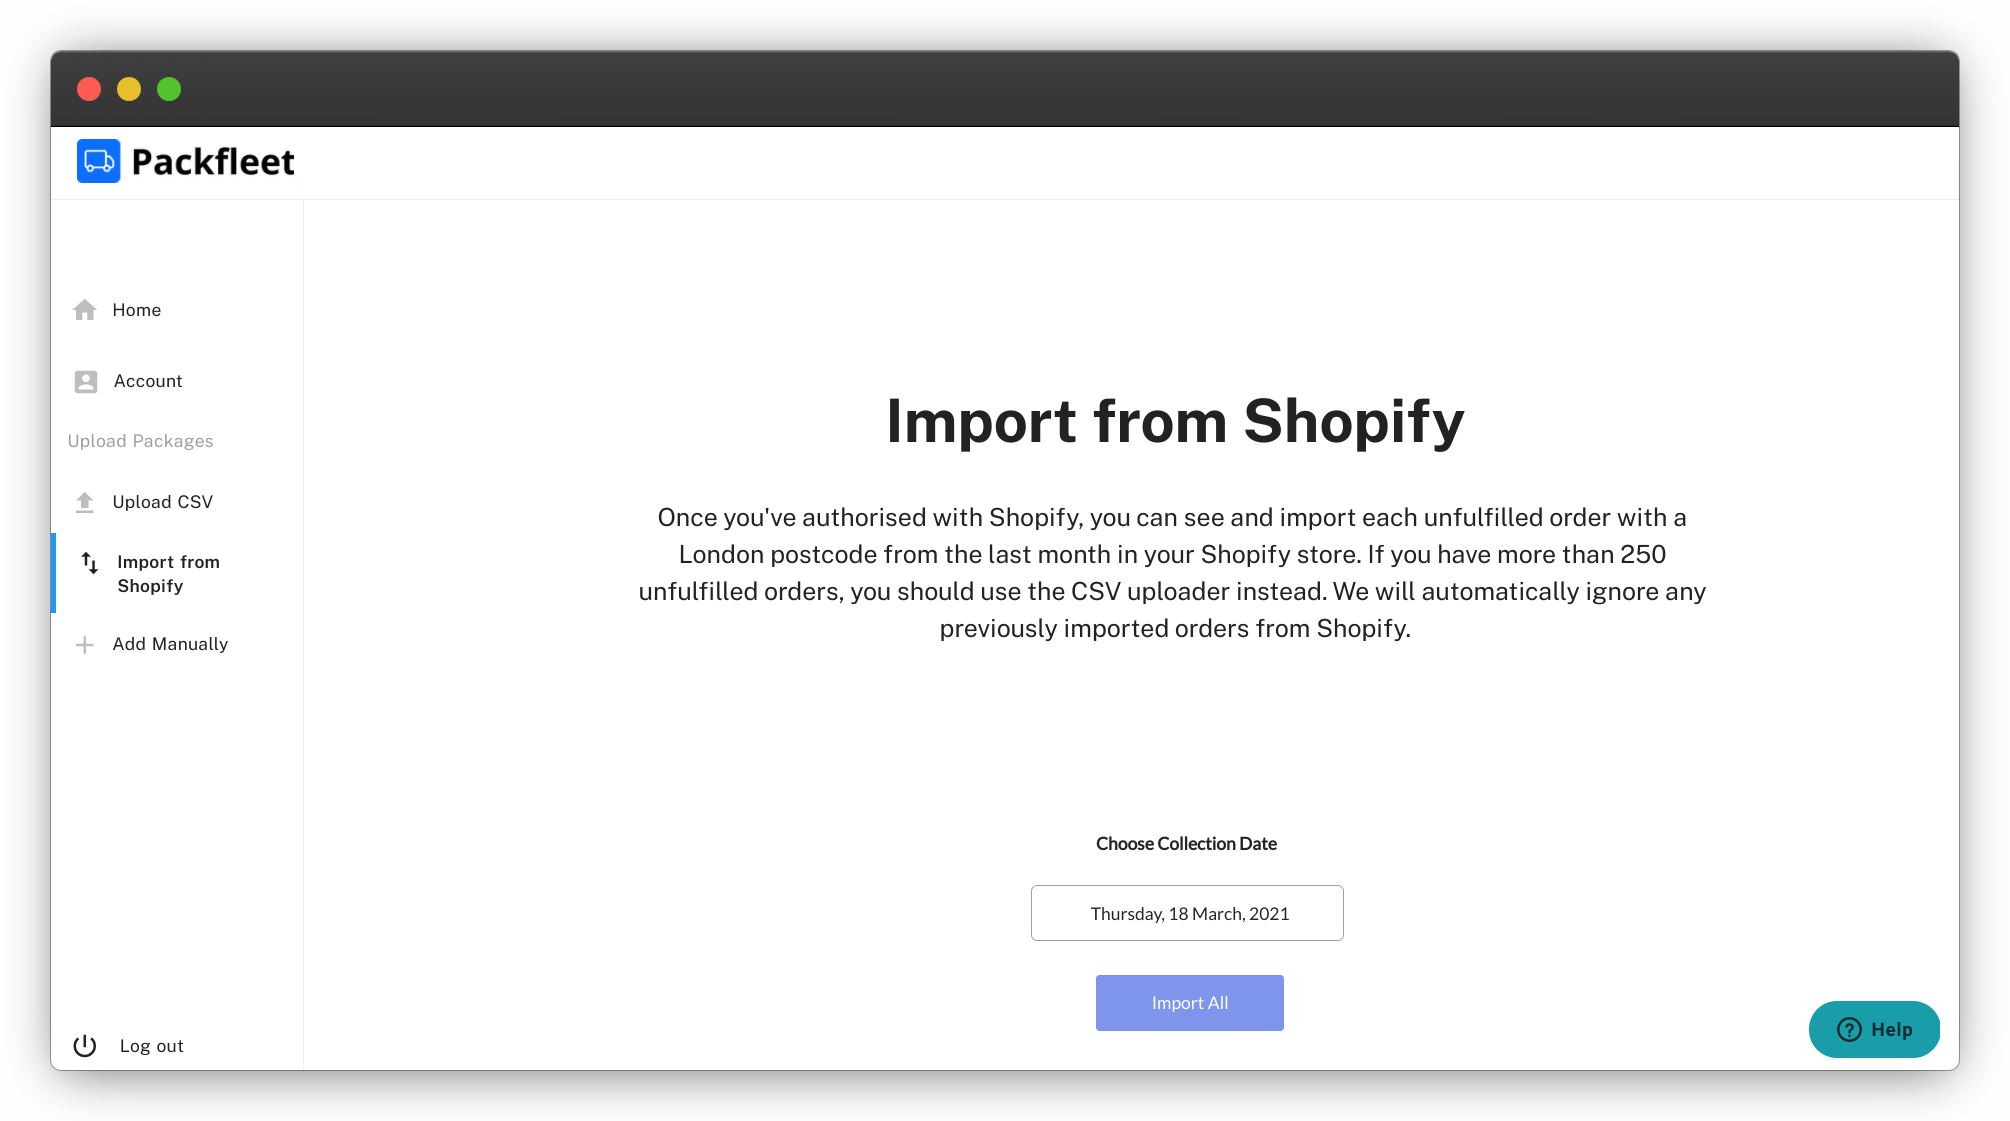 Packfleet
Home
Account
Upload Packages
Upload CSV
Import from
Shopify
Add Manually
Log out
Import from Shopify
Once you've authorised with Shopify, you can see and import each unfulfilled order with a
London postcode from the last month in your Shopify store. If you have more than 250
unfulfilled orders, you should use the CSV uploader instead. We will automatically ignore any
previously imported orders from Shopify.
Choose Collection Date
Thursday, 18 March, 2021
Import All
Help